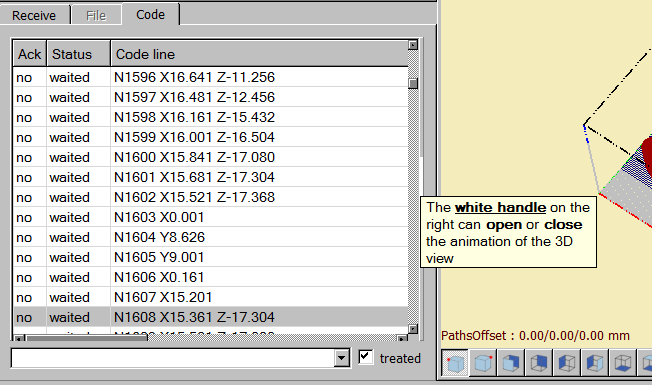 Receive File Code
Ack Status Code line
no waited N1596 X16.641 Z-11.256
no waited N1597 X16.481 Z-12.456
no waited N1598 X16.161 Z-15.432
no waited N1599 X16.001 Z-16.504
no waited N1600 X15.841 Z-17.080
no waited N1601 X15.681 Z-17.304
no waited N1602 X15.521 Z-17.368
no waited N1603 X0.001
no waited N1604 Y8.626
no waited N1605 Y9.001
no waited N1606 X0.161
no waited N1607 X15.201
no waited N1608 X15.361 Z-17.304
treated
The white handle on the
right can open or close
the animation of the 3D
view
PathsOffset : 0.00/0.00/0.00 mm